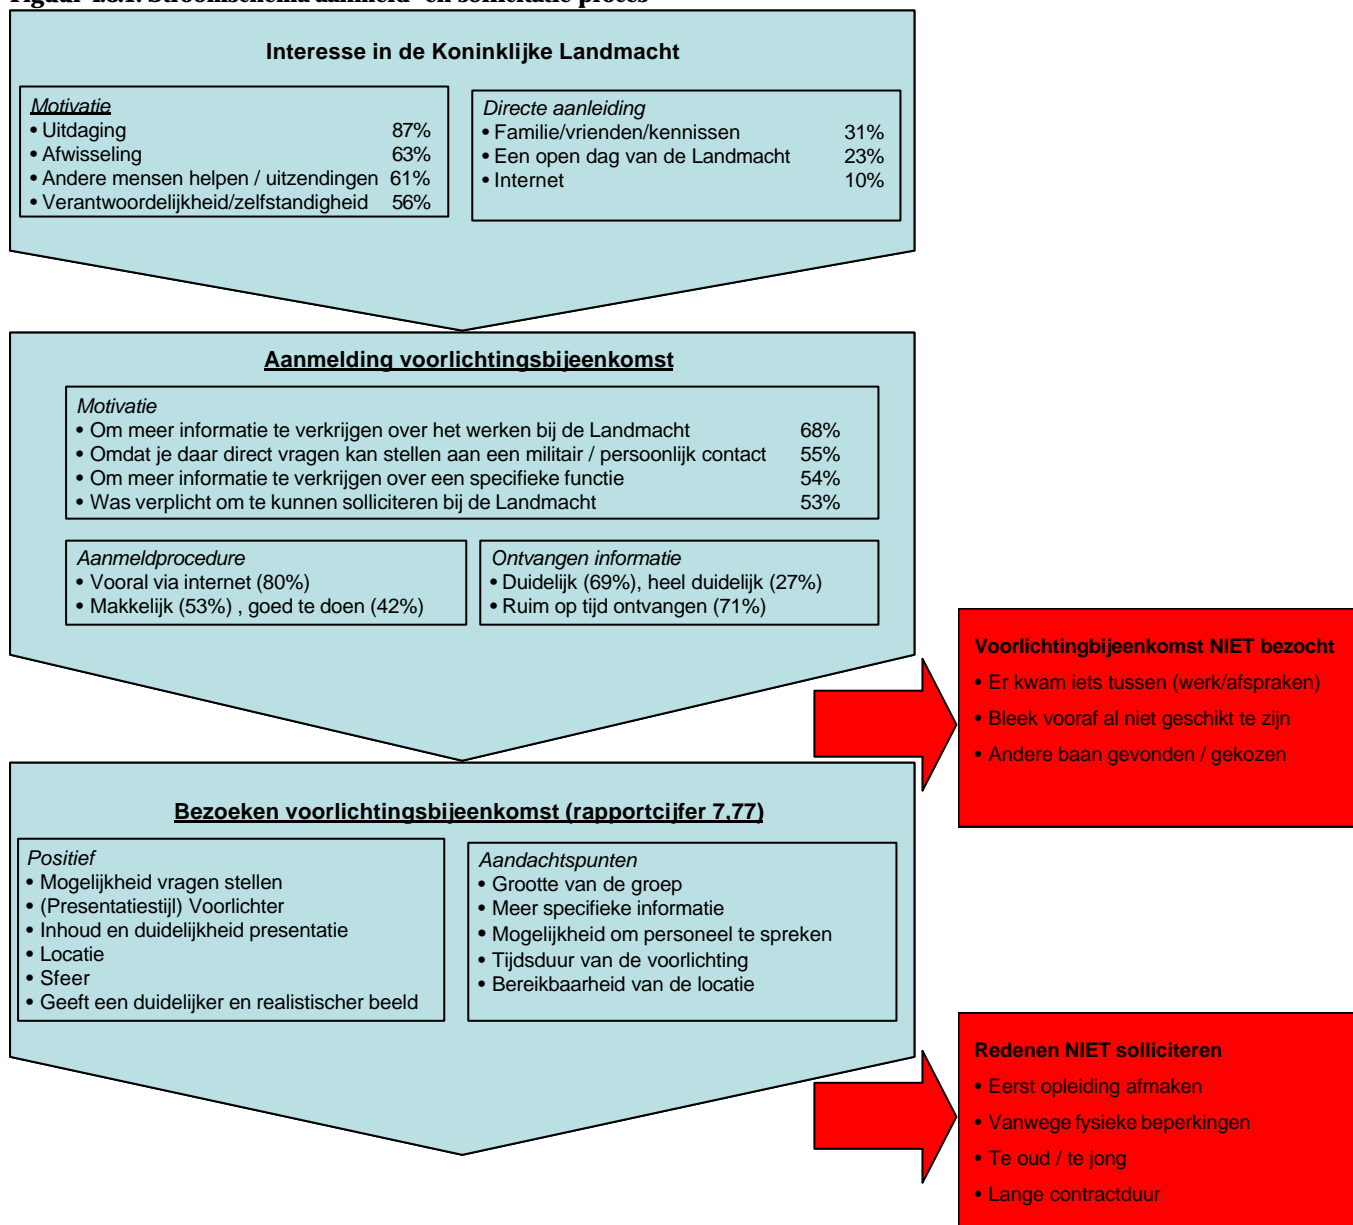 Interesse in de Koninklijke Landmacht
Motivatie
• Uitdaging 87%
• Afwisseling 63%
• Andere mensen helpen / uitzendingen 61%
• Verantwoordelijkheid/zelfstandigheid 56%
Directe aanleiding
• Familie/vrienden/kennissen 31%
• Een open dag van de Landmacht 23%
• Internet 10%
Aanmelding voorlichtingsbijeenkomst
Motivatie
• Om meer informatie te verkrijgen over het werken bij de Landmacht 68%
• Omdat je daar direct vragen kan stellen aan een militair / persoonlijk contact 55%
• Om meer informatie te verkrijgen over een specifieke functie 54%
• Was verplicht om te kunnen solliciteren bij de Landmacht 53%
Aanmeldprocedure
• Vooral via internet (80%)
• Makkelijk (53%) , goed te doen (42%)
Ontvangen informatie
• Duidelijk (69%), heel duidelijk (27%)
• Ruim op tijd ontvangen (71%)
Voorlichtingbijeenkomst NIET bezocht
• Er kwam iets tussen (werk/afspraken)
• Bleek vooraf al niet geschikt te zijn
• Andere baan gevonden / gekozen
Bezoeken voorlichtingsbijeenkomst (rapportcijfer 7,77)
Positief
• Mogelijkheid vragen stellen
• (Presentatiestijl) Voorlichter
• Inhoud en duidelijkheid presentatie
• Locatie
• Sfeer
• Geeft een duidelijker en realistischer beeld
Aandachtspunten
• Grootte van de groep
• Meer specifieke informatie
• Mogelijkheid om personeel te spreken
• Tijdsduur van de voorlichting
• Bereikbaarheid van de locatie
Redenen NIET solliciteren
• Eerst opleiding afmaken
• Vanwege fysieke beperkingen
• Te oud / te jong
• Lange contractduur